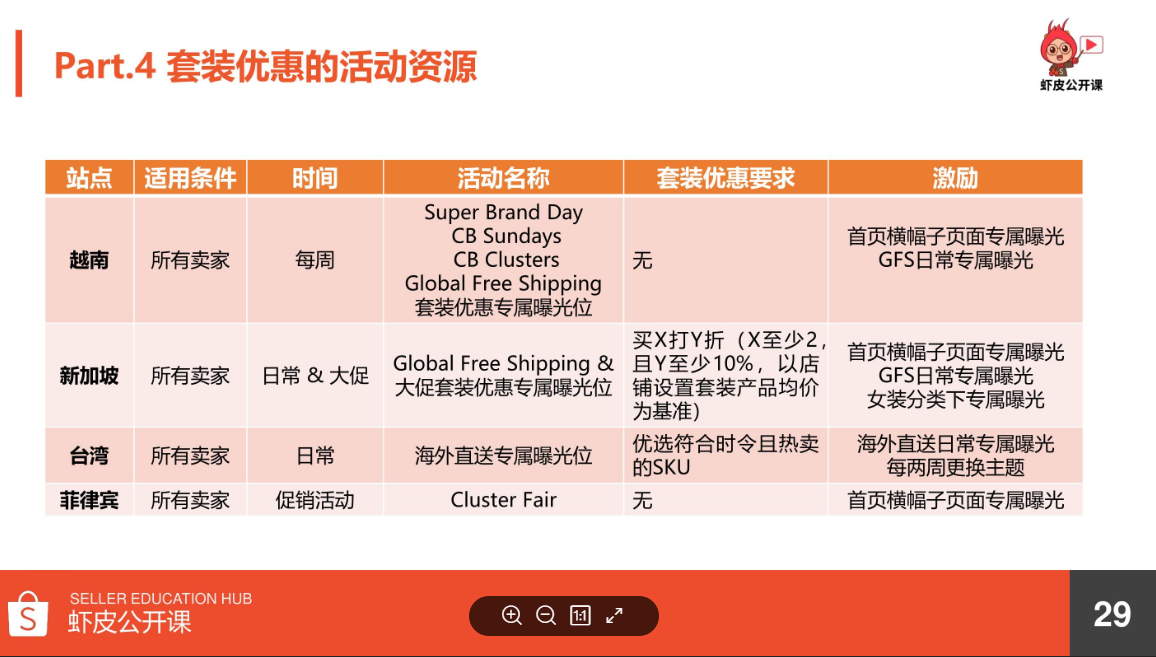 Part.4 套装优惠的活动资源
虾皮公开课
站点 适用条件 时间 活动名称 套装优惠要求 激励
越南 所有卖家 每周
Super Brand Day
CB Sundays
CB Clusters
Global Free Shipping
套装优惠专属曝光位
无
首页横幅子页面专属曝光
GFS日常专属曝光
新加坡 所有卖家 日常 & 大促
Global Free Shipping &
大促套装优惠专属曝光位
买X打Y折（X至少2,
且Y至少10%，以店
铺设置套装产品均价
为基准）
首页横幅子页面专属曝光
GFS日常专属曝光
女装分类下专属曝光
台湾 所有卖家 日常 海外直送专属曝光位
优选符合时令且热卖
的SKU
海外直送日常专属曝光
每两周更换主题
菲律宾 所有卖家 促销活动 Cluster Fair 无 首页横幅子页面专属曝光
S
SELLER EDUCATION HUB
虾皮公开课
1:1
29